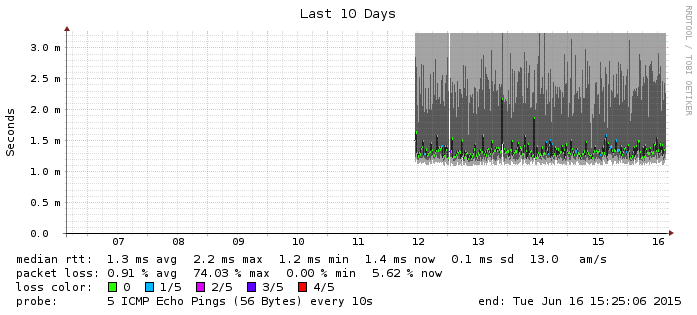 Last 10 Days
RRDTOOL / TOBI OETIKER
Seconds
3.0 m
2.5 m
2.0 m
1.5 m
1.0 m
0.5 m
0.0
07 08 09 10 11 12 13 14 15 16
median rtt: 1.3 ms avg 2.2 ms max 1.2 ms min 1.4 ms now 0.1 ms sd 13.0 am/s
packet loss: 0.91 % avg 74.03 % max 0.00 % min 5.62 % now
loss color: 0 1/5 2/5 3/5 4/5
probe: 5 ICMP Echo Pings (56 Bytes) every 10s end: Tue Jun 16 15:25:06 2015